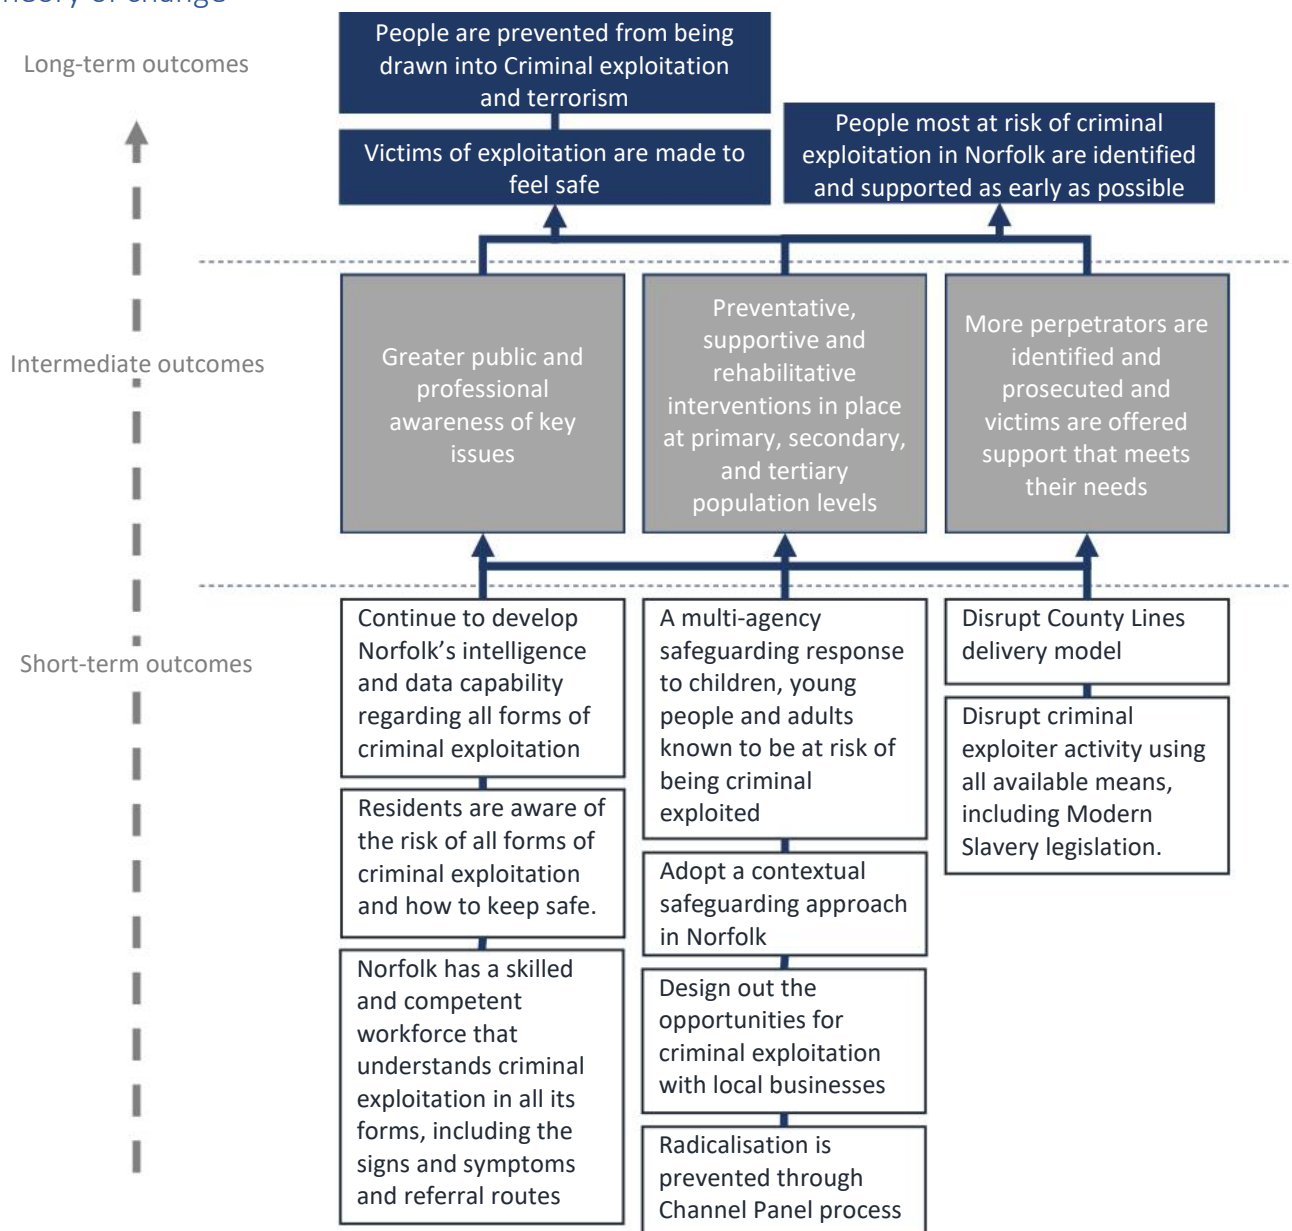 Theory of change
Long-term outcomes
People are prevented from being
drawn into Criminal exploitation
and terrorism
Victims of exploitation are made to
feel safe
People most at risk of criminal
exploitation in Norfolk are identified
and supported as early as possible
Intermediate outcomes
Greater public and
professional
awareness of key
issues
Preventative,
supportive and
rehabilitative
interventions in place
at primary, secondary,
and tertiary
population levels
More perpetrators are
identified and
prosecuted and
victims are offered
support that meets
their needs
Short-term outcomes
Continue to develop
Norfolk’s intelligence
and data capability
regarding all forms of
criminal exploitation
Residents are aware of
the risk of all forms of
criminal exploitation
and how to keep safe.
Norfolk has a skilled
and competent
workforce that
understands criminal
exploitation in all its
forms, including the
signs and symptoms
and referral routes
A multi-agency
safeguarding response
to children, young
people and adults
known to be at risk of
being criminal
exploited
Adopt a contextual
safeguarding approach
in Norfolk
Design out the
opportunities for
criminal exploitation
with local businesses
Radicalisation is
prevented through
Channel Panel process
Disrupt County Lines
delivery model
Disrupt criminal
exploiter activity using
all available means,
including Modern
Slavery legislation.